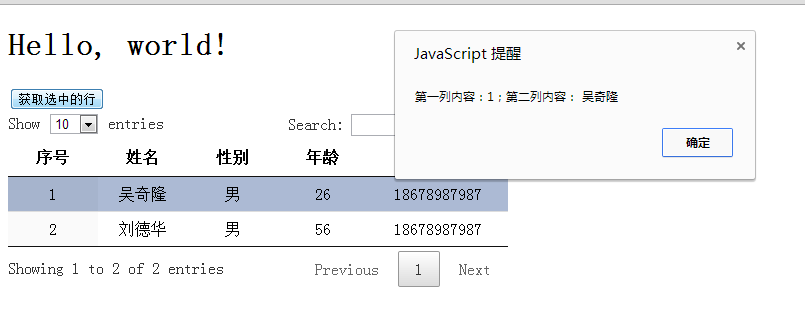 Hello, world!
JavaScript 提醒
×
第一列内容：1；第二列内容： 吴奇隆
确定
获取选中的行
Show 10 entries Search:
序号 姓名 性别 年龄
1 吴奇隆 男 26 18678987987
2 刘德华 男 56 18678987987
Showing 1 to 2 of 2 entries Previous 1 Next